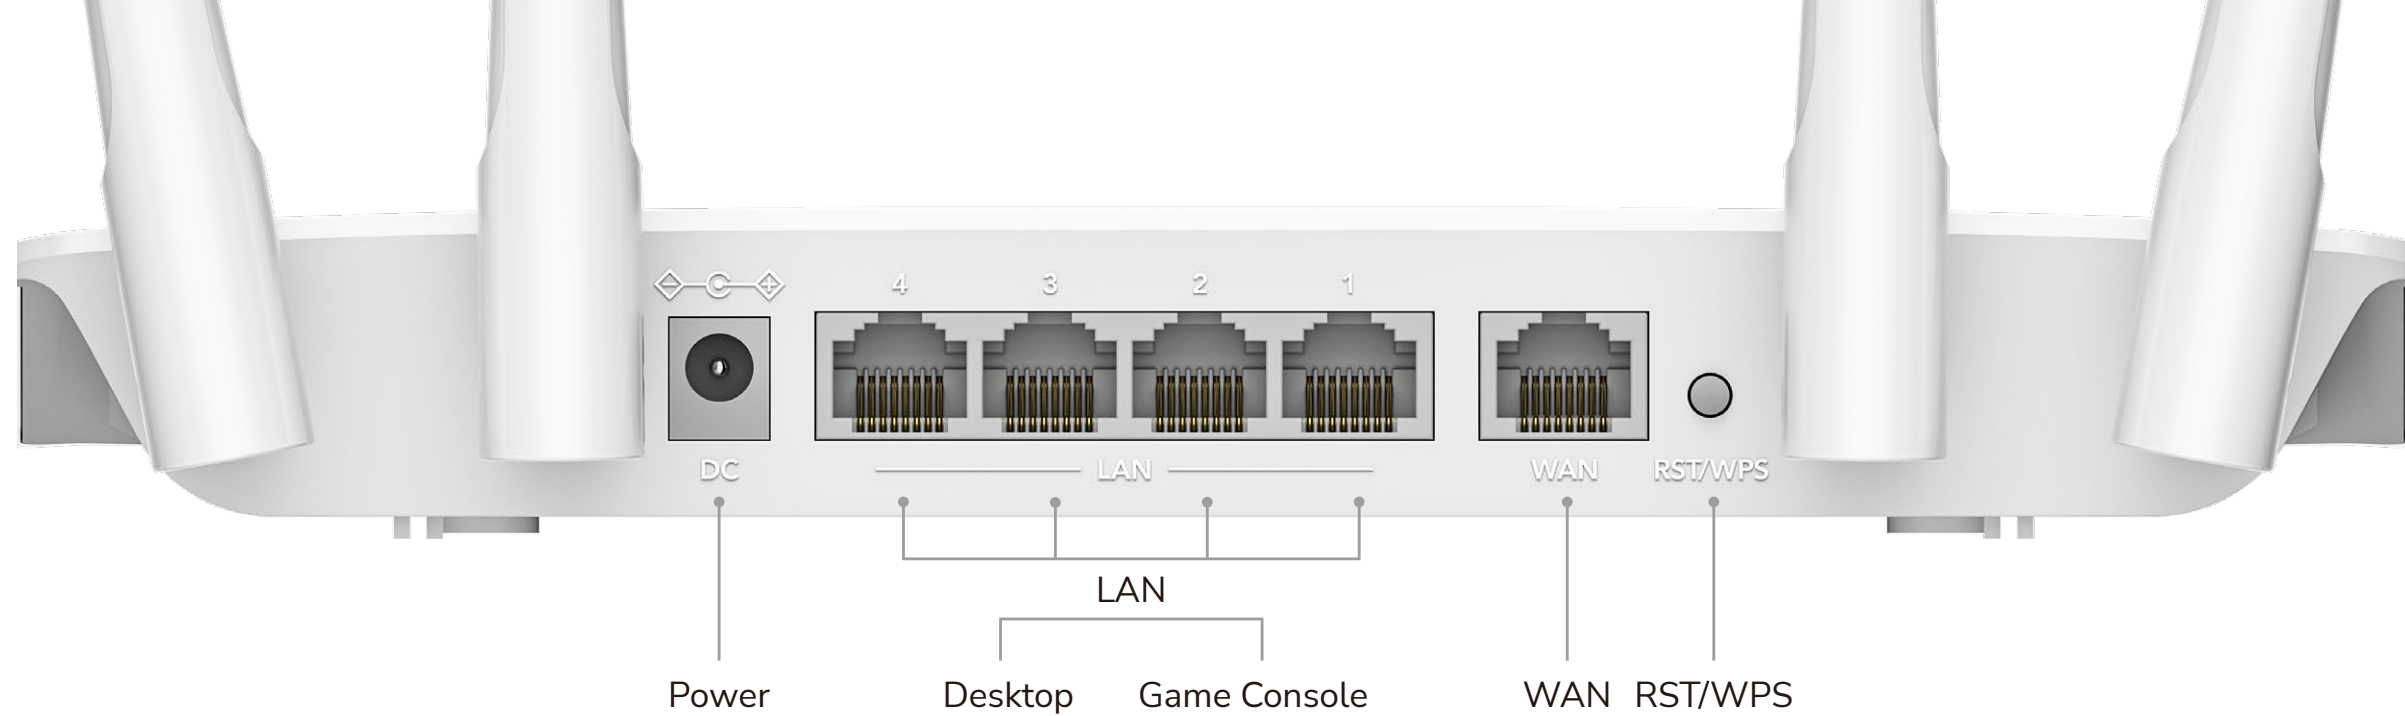 4 3 2 1
DC LAN WAN RST/WPS
LAN
Desktop Game Console
Power WAN RST/WPS